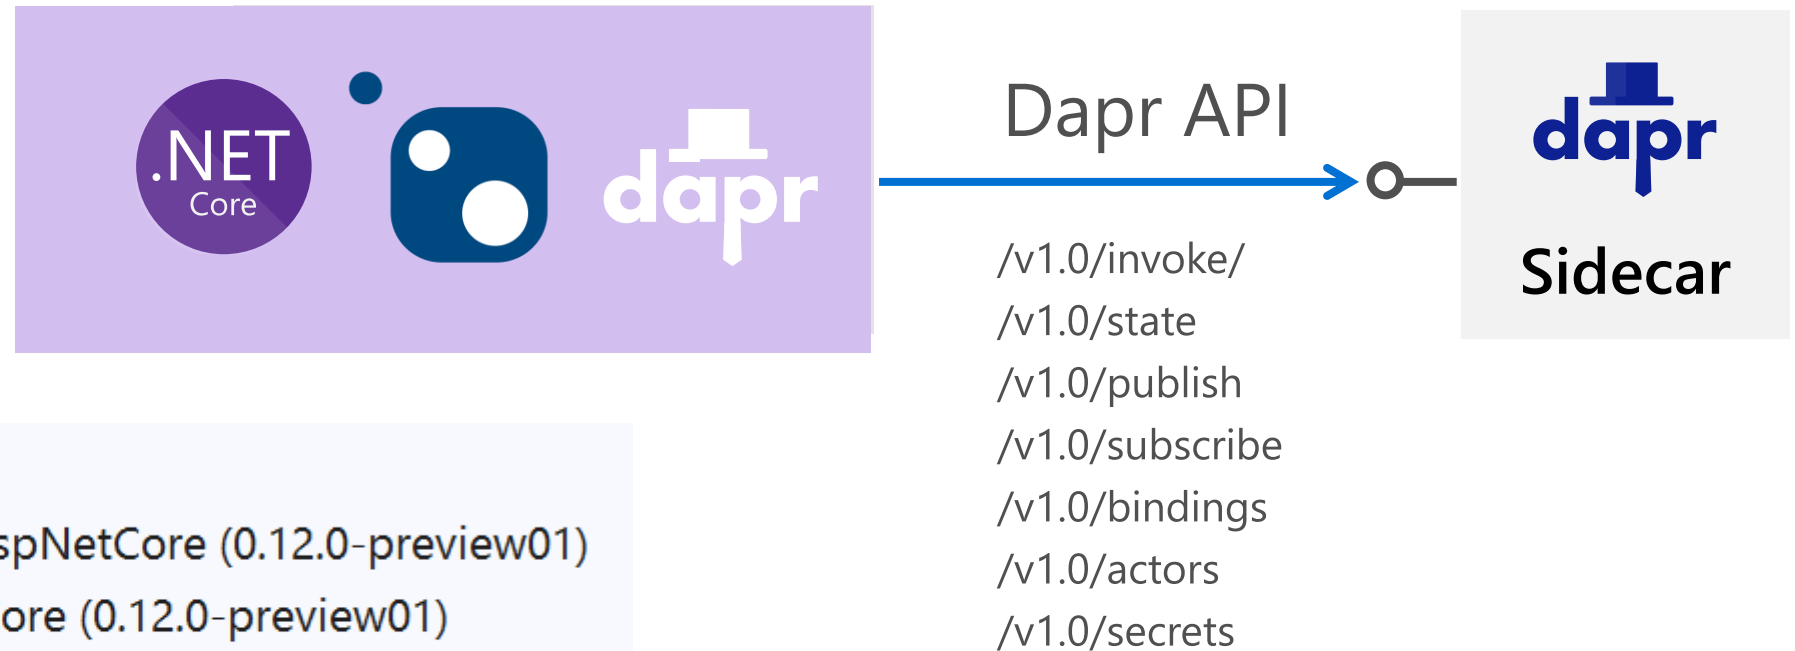 .NET
Core
dapr
Dapr API
/v1.0/invoke/
/v1.0/state
/v1.0/publish
/v1.0/subscribe
/v1.0/bindings
/v1.0/actors
/v1.0/secrets
dapr
Sidecar
spNetCore (0.12.0-preview01)
ore (0.12.0-preview01)